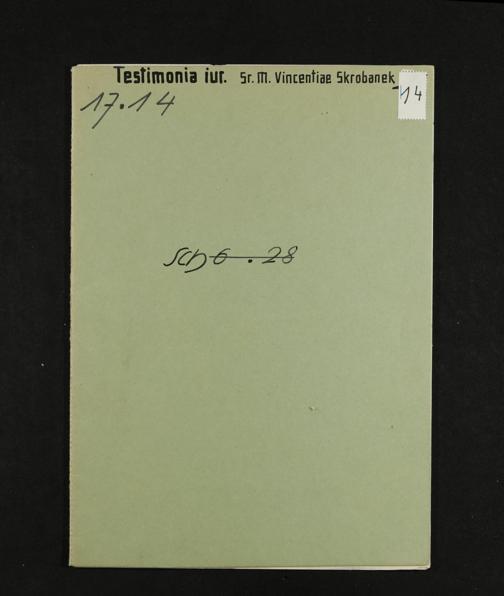 Testimonia iur. Sr. M. Vincentiae Skrobanek
14
17.14
Sch 6 . 28